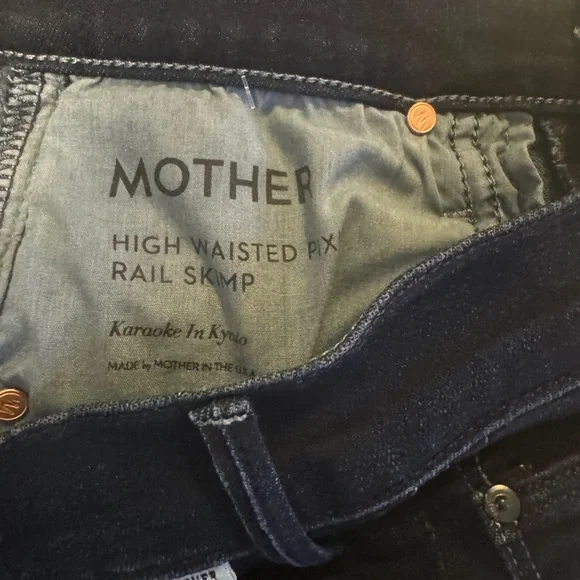 MOTHER
HIGH WAISTED PIX
RAIL SKIMP
Karaoke In Kyoto
MADE by MOTHER IN THE U.S.A